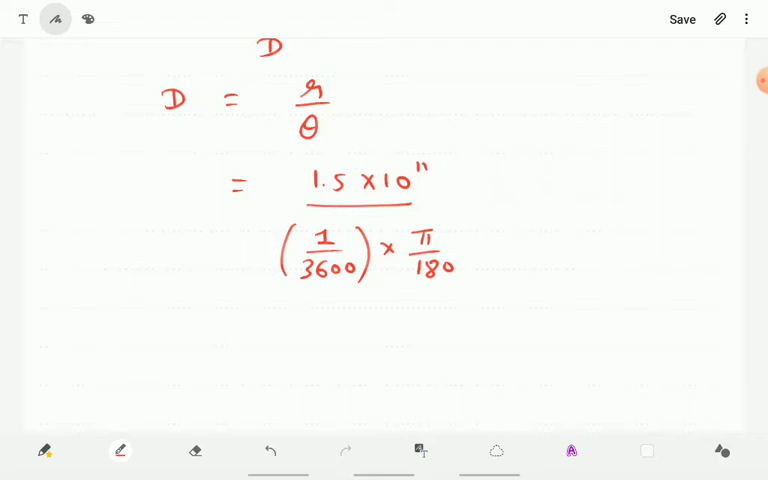 T Save
D
D = r/θ
= 1.5 × 10¹¹
(1/3600) × π/180